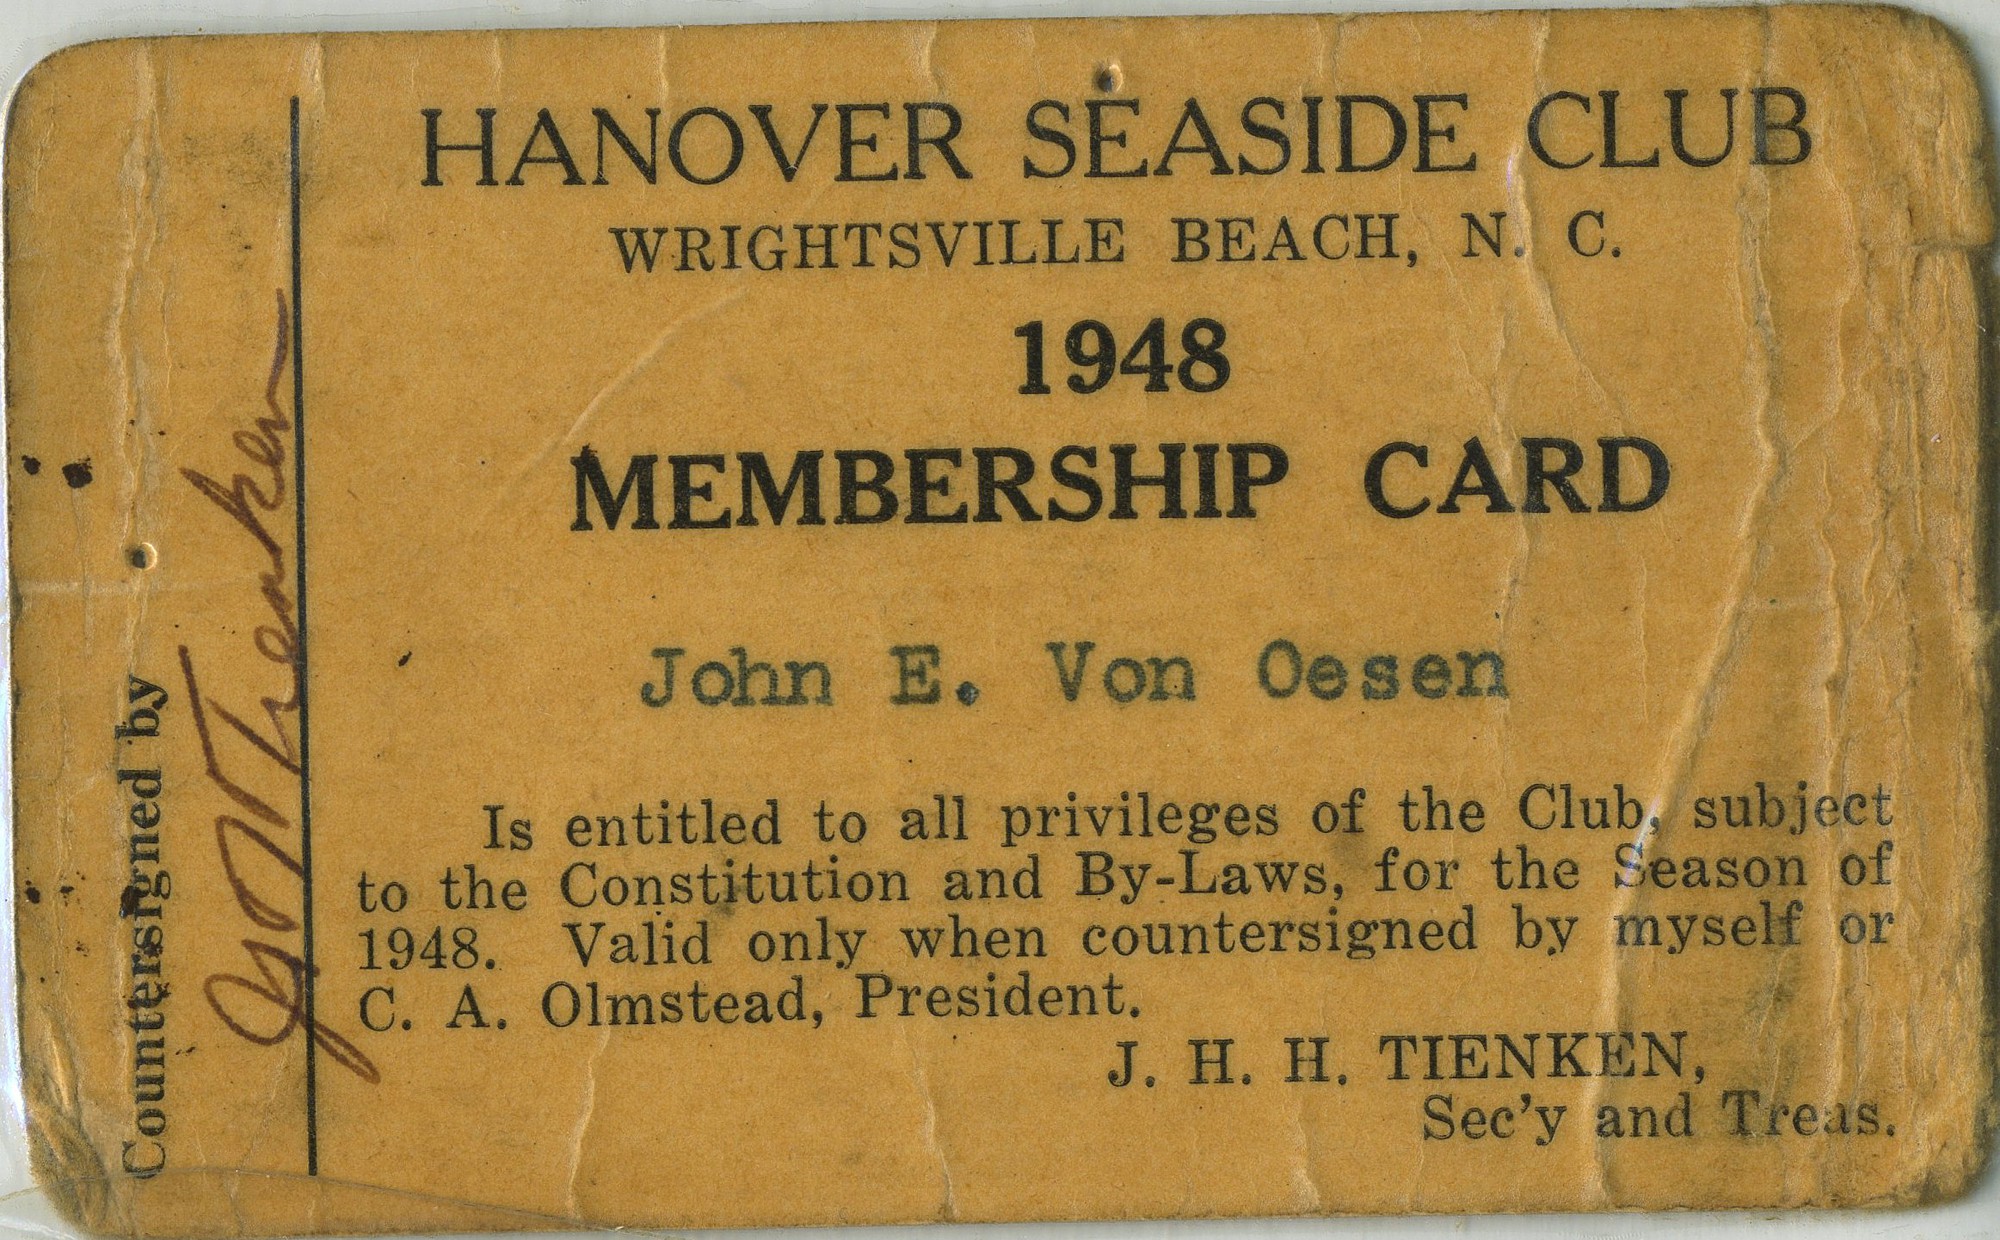 HANOVER SEASIDE CLUB
WRIGHTSVILLE BEACH, N. C.
1948
MEMBERSHIP CARD
John E. Von Oesen
Is entitled to all privileges of the Club, subject
to the Constitution and By-Laws, for the Season of
1948. Valid only when countersigned by myself or
C. A. Olmstead, President.
J. H. H. TIENKEN,
Sec'y and Treas.
Countersigned by
Tienken